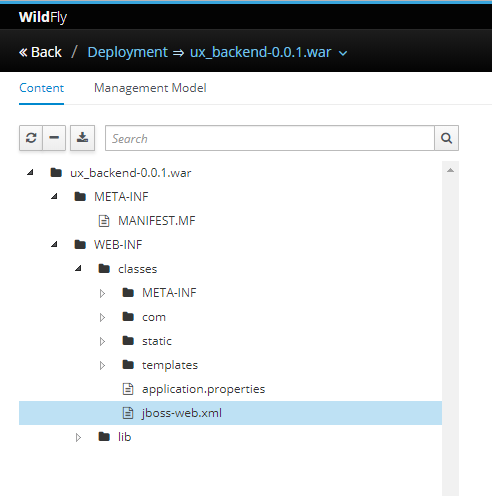 WildFly
« Back / Deployment ⇒ ux_backend-0.0.1.war
Content Management Model
Search
ux_backend-0.0.1.war
META-INF
MANIFEST.MF
WEB-INF
classes
META-INF
com
static
templates
application.properties
jboss-web.xml
lib